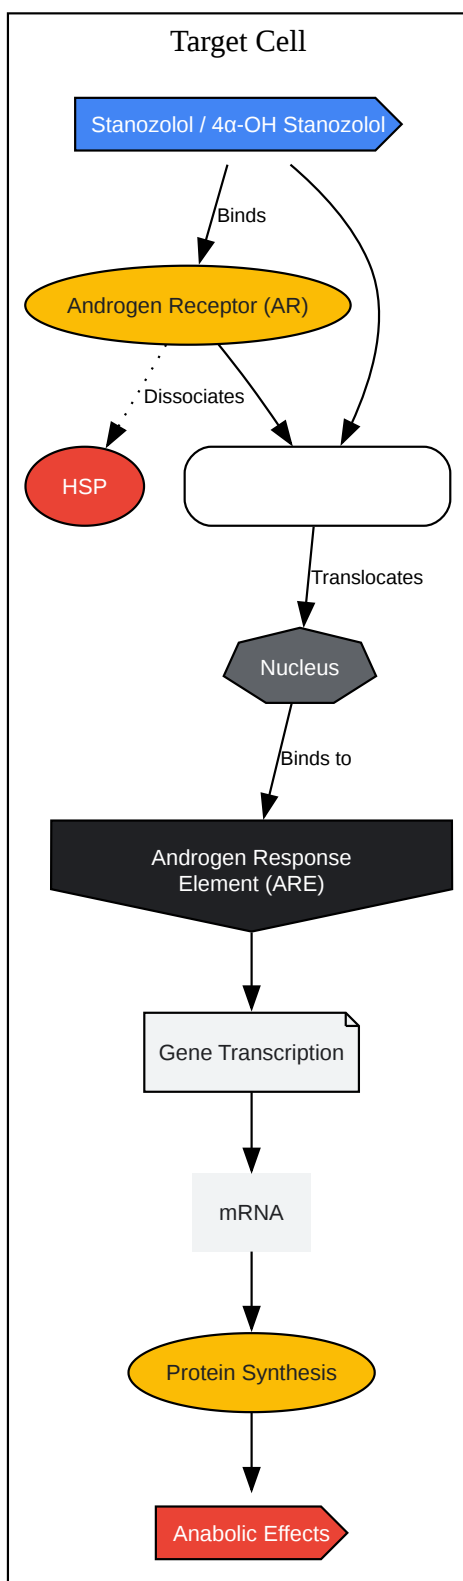 Target Cell
Stanozolol / 4α-OH Stanozolol
Binds
Androgen Receptor (AR)
Dissociates
HSP
Translocates
Nucleus
Binds to
Androgen Response
Element (ARE)
Gene Transcription
mRNA
Protein Synthesis
Anabolic Effects